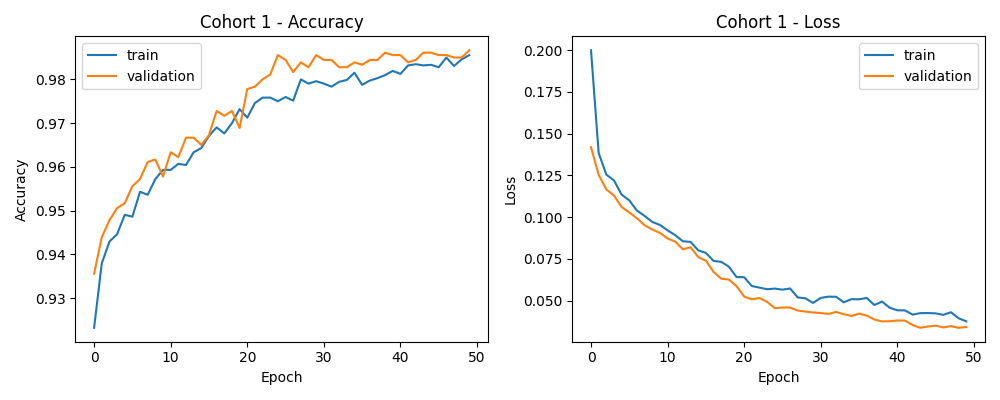 Cohort 1 - Accuracy
train
validation
0.98
0.97
0.96
0.95
0.94
0.93
Accuracy
0 10 20 30 40 50
Epoch
Cohort 1 - Loss
train
validation
0.200
0.175
0.150
0.125
0.100
0.075
0.050
Loss
0 10 20 30 40 50
Epoch